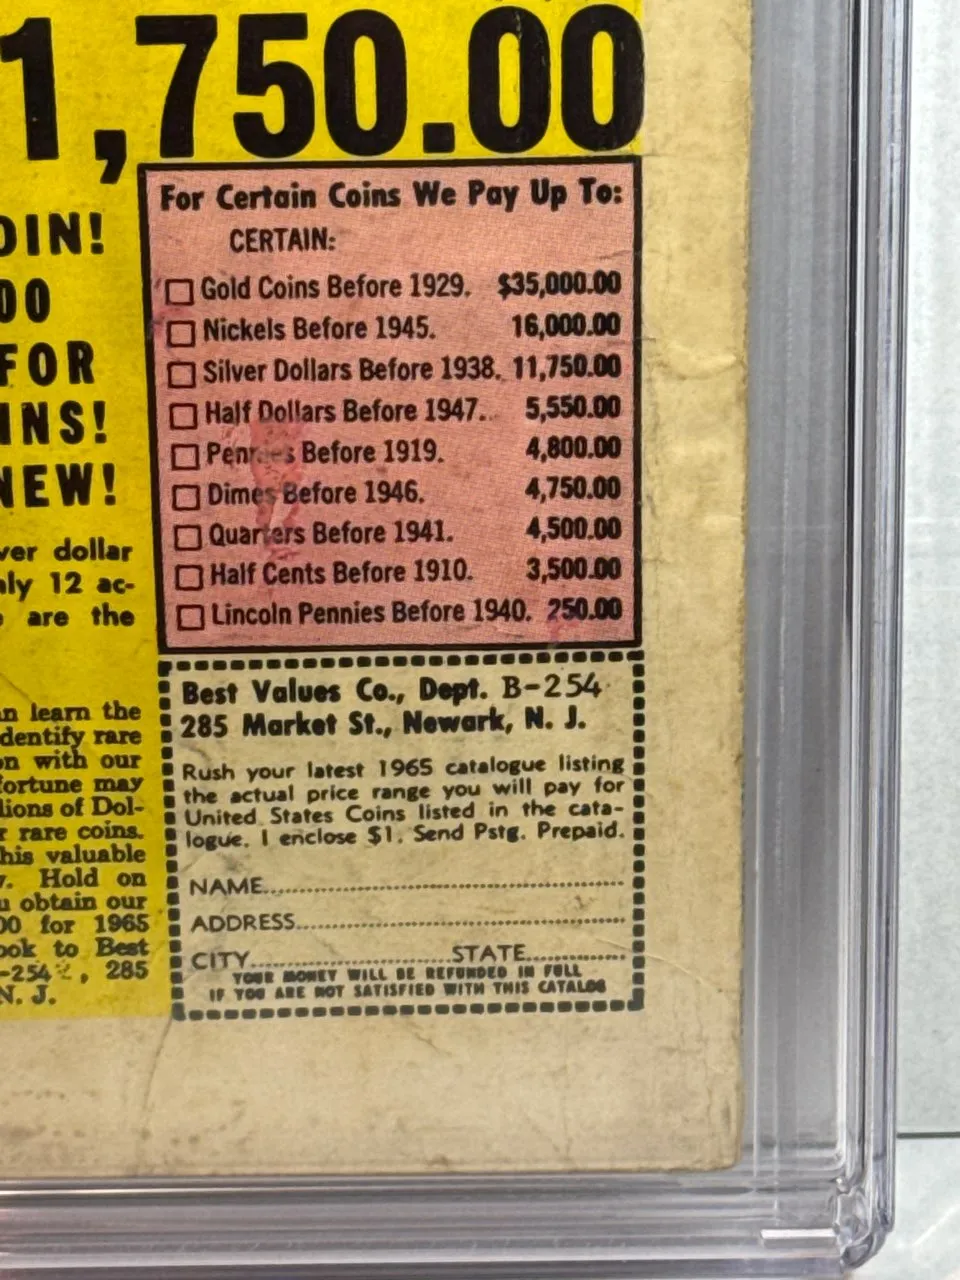 1,750.00
OIN!
00
FOR
INS!
NEW!
ver dollar
nly 12 ac-
are the
n learn the
dentify rare
on with our
fortune may
lions of Dol-
r rare coins.
his valuable
y. Hold on
u obtain our
00 for 1965
ook to Best
-254½, 285
N. J.
For Certain Coins We Pay Up To:
CERTAIN:
Gold Coins Before 1929. $35,000.00
Nickels Before 1945. 16,000.00
Silver Dollars Before 1938. 11,750.00
Half Dollars Before 1947. 5,550.00
Pennies Before 1919. 4,800.00
Dimes Before 1946. 4,750.00
Quarters Before 1941. 4,500.00
Half Cents Before 1910. 3,500.00
Lincoln Pennies Before 1940. 250.00
Best Values Co., Dept. B-254
285 Market St., Newark, N. J.
Rush your latest 1965 catalogue listing
the actual price range you will pay for
United States Coins listed in the cata-
logue. I enclose $1. Send Pstg. Prepaid.
NAME
ADDRESS
CITY STATE
YOUR MONEY WILL BE REFUNDED IN FULL
IF YOU ARE NOT SATISFIED WITH THIS CATALOG